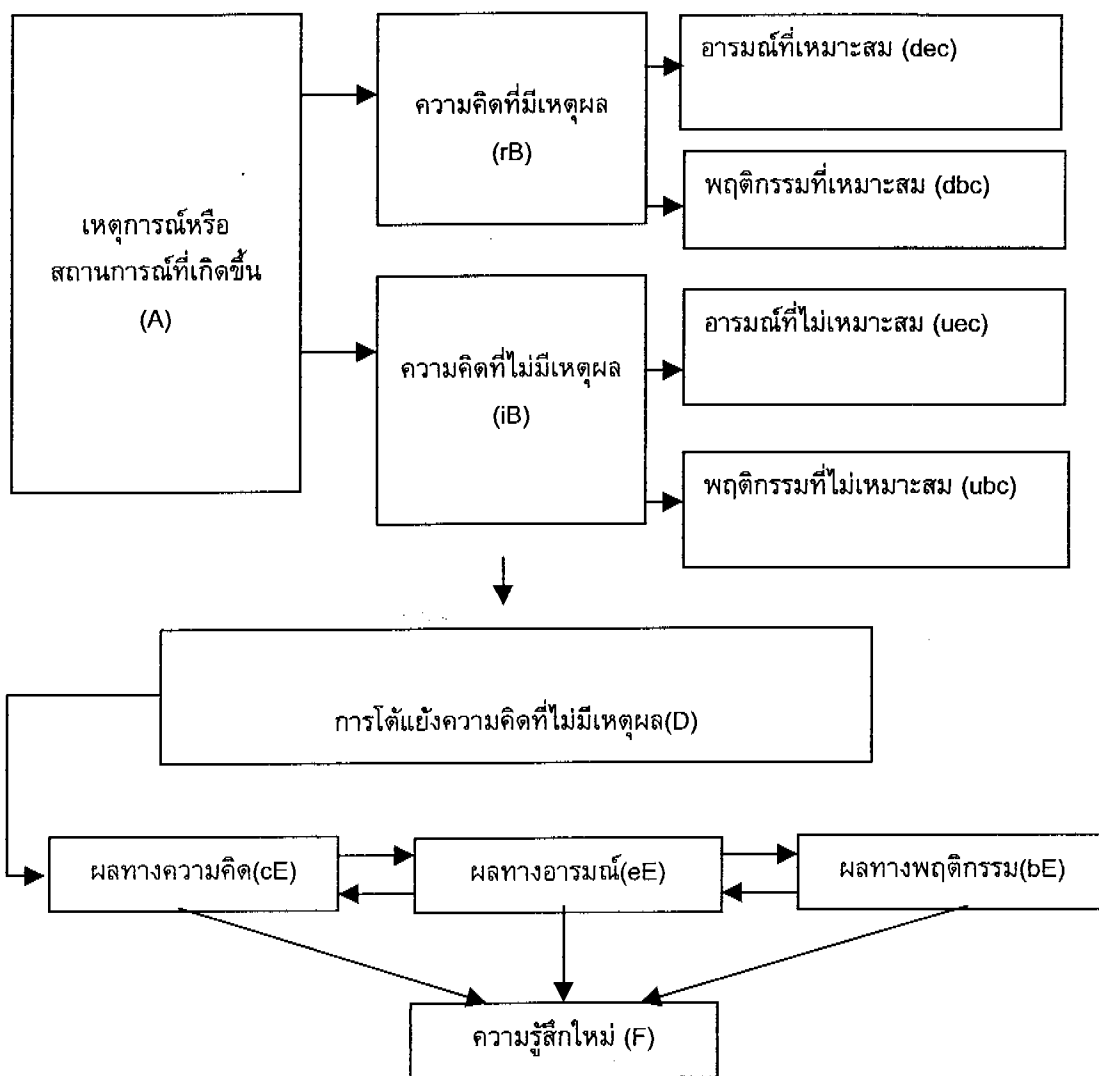 อารมณ์ที่เหมาะสม (dec)
ความคิดที่มีเหตุผล
(rB)
พฤติกรรมที่เหมาะสม (dbc)
เหตุการณ์หรือ
สถานการณ์ที่เกิดขึ้น
(A)
อารมณ์ที่ไม่เหมาะสม (uec)
ความคิดที่ไม่มีเหตุผล
(iB)
พฤติกรรมที่ไม่เหมาะสม (ubc)
การโต้แย้งความคิดที่ไม่มีเหตุผล(D)
ผลทางความคิด(cE)
ผลทางอารมณ์(eE)
ผลทางพฤติกรรม(bE)
ความรู้สึกใหม่ (F)